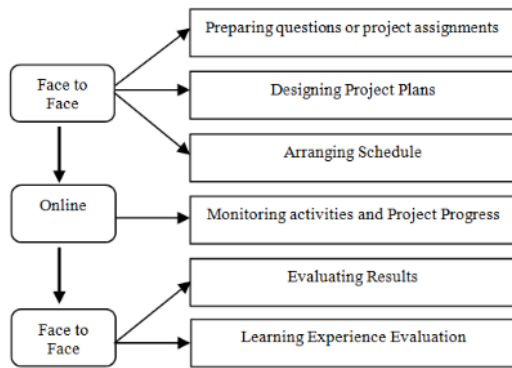 Preparing questions or project assignments
Face to
Face
Designing Project Plans
Arranging Schedule
Online
Monitoring activities and Project Progress
Evaluating Results
Face to
Face
Learning Experience Evaluation